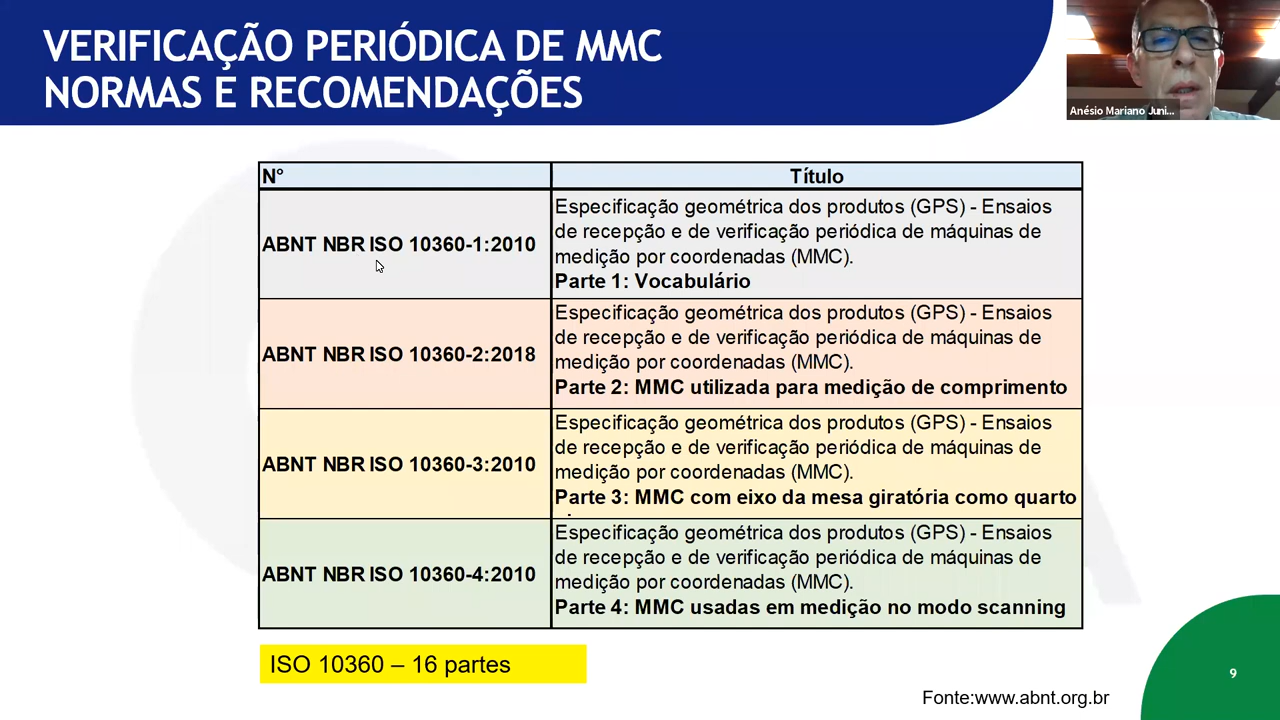 VERIFICAÇÃO PERIÓDICA DE MMC
NORMAS E RECOMENDAÇÕES
Anésio Mariano Juni...
N° Título
ABNT NBR ISO 10360-1:2010
Especificação geométrica dos produtos (GPS) - Ensaios
de recepção e de verificação periódica de máquinas de
medição por coordenadas (MMC).
Parte 1: Vocabulário
ABNT NBR ISO 10360-2:2018
Especificação geométrica dos produtos (GPS) - Ensaios
de recepção e de verificação periódica de máquinas de
medição por coordenadas (MMC).
Parte 2: MMC utilizada para medição de comprimento
ABNT NBR ISO 10360-3:2010
Especificação geométrica dos produtos (GPS) - Ensaios
de recepção e de verificação periódica de máquinas de
medição por coordenadas (MMC).
Parte 3: MMC com eixo da mesa giratória como quarto
ABNT NBR ISO 10360-4:2010
Especificação geométrica dos produtos (GPS) - Ensaios
de recepção e de verificação periódica de máquinas de
medição por coordenadas (MMC).
Parte 4: MMC usadas em medição no modo scanning
ISO 10360 – 16 partes
9
Fonte:www.abnt.org.br